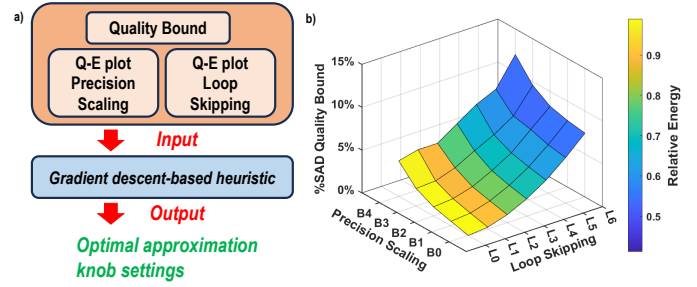 a)
Quality Bound
Q-E plot
Precision
Scaling
Q-E plot
Loop
Skipping
Input
Gradient descent-based heuristic
Output
Optimal approximation
knob settings
b)
%SAD Quality Bound
15%
10%
5%
0%
B4
B3
B2
B1
B0
Precision Scaling
L0
L1
L2
L3
L4
L5
L6
Loop Skipping
0.9
0.8
0.7
0.6
0.5
Relative Energy